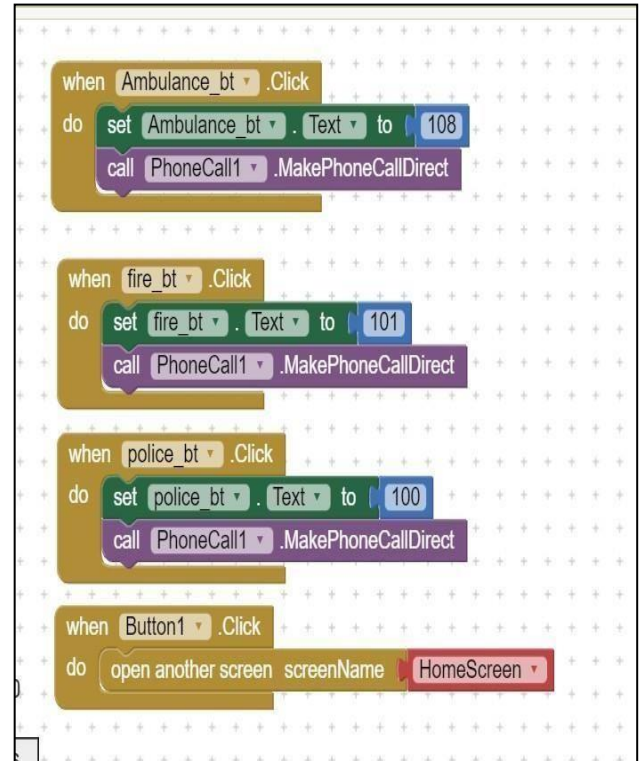 when Ambulance_bt .Click
do set Ambulance_bt . Text to 108
call PhoneCall1 .MakePhoneCallDirect
when fire_bt .Click
do set fire_bt . Text to 101
call PhoneCall1 .MakePhoneCallDirect
when police_bt .Click
do set police_bt . Text to 100
call PhoneCall1 .MakePhoneCallDirect
when Button1 .Click
do open another screen screenName HomeScreen